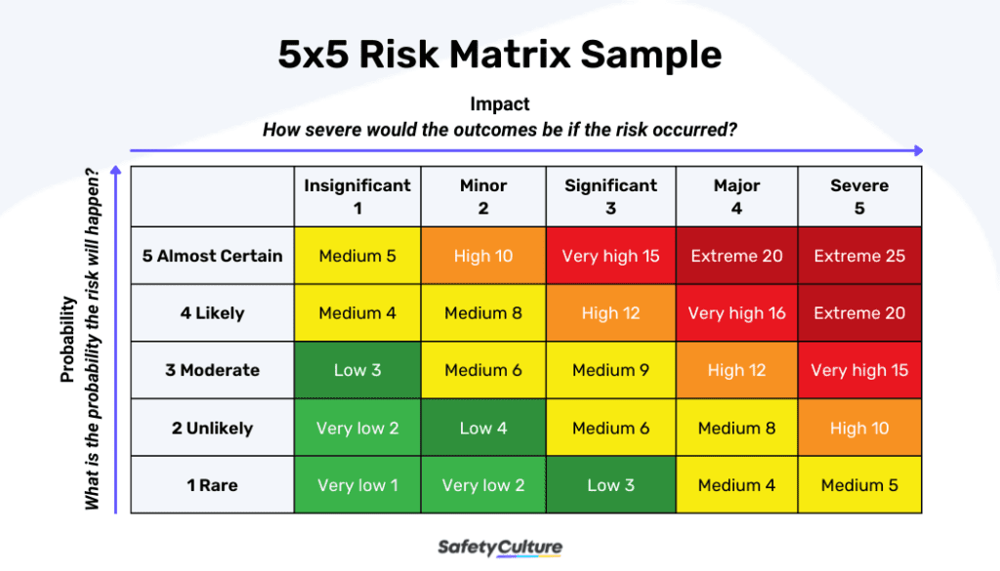 5x5 Risk Matrix Sample
Impact
How severe would the outcomes be if the risk occurred?
Probability
What is the probability the risk will happen?
Insignificant 1
Minor 2
Significant 3
Major 4
Severe 5
5 Almost Certain
Medium 5
High 10
Very high 15
Extreme 20
Extreme 25
4 Likely
Medium 4
Medium 8
High 12
Very high 16
Extreme 20
3 Moderate
Low 3
Medium 6
Medium 9
High 12
Very high 15
2 Unlikely
Very low 2
Low 4
Medium 6
Medium 8
High 10
1 Rare
Very low 1
Very low 2
Low 3
Medium 4
Medium 5
SafetyCulture